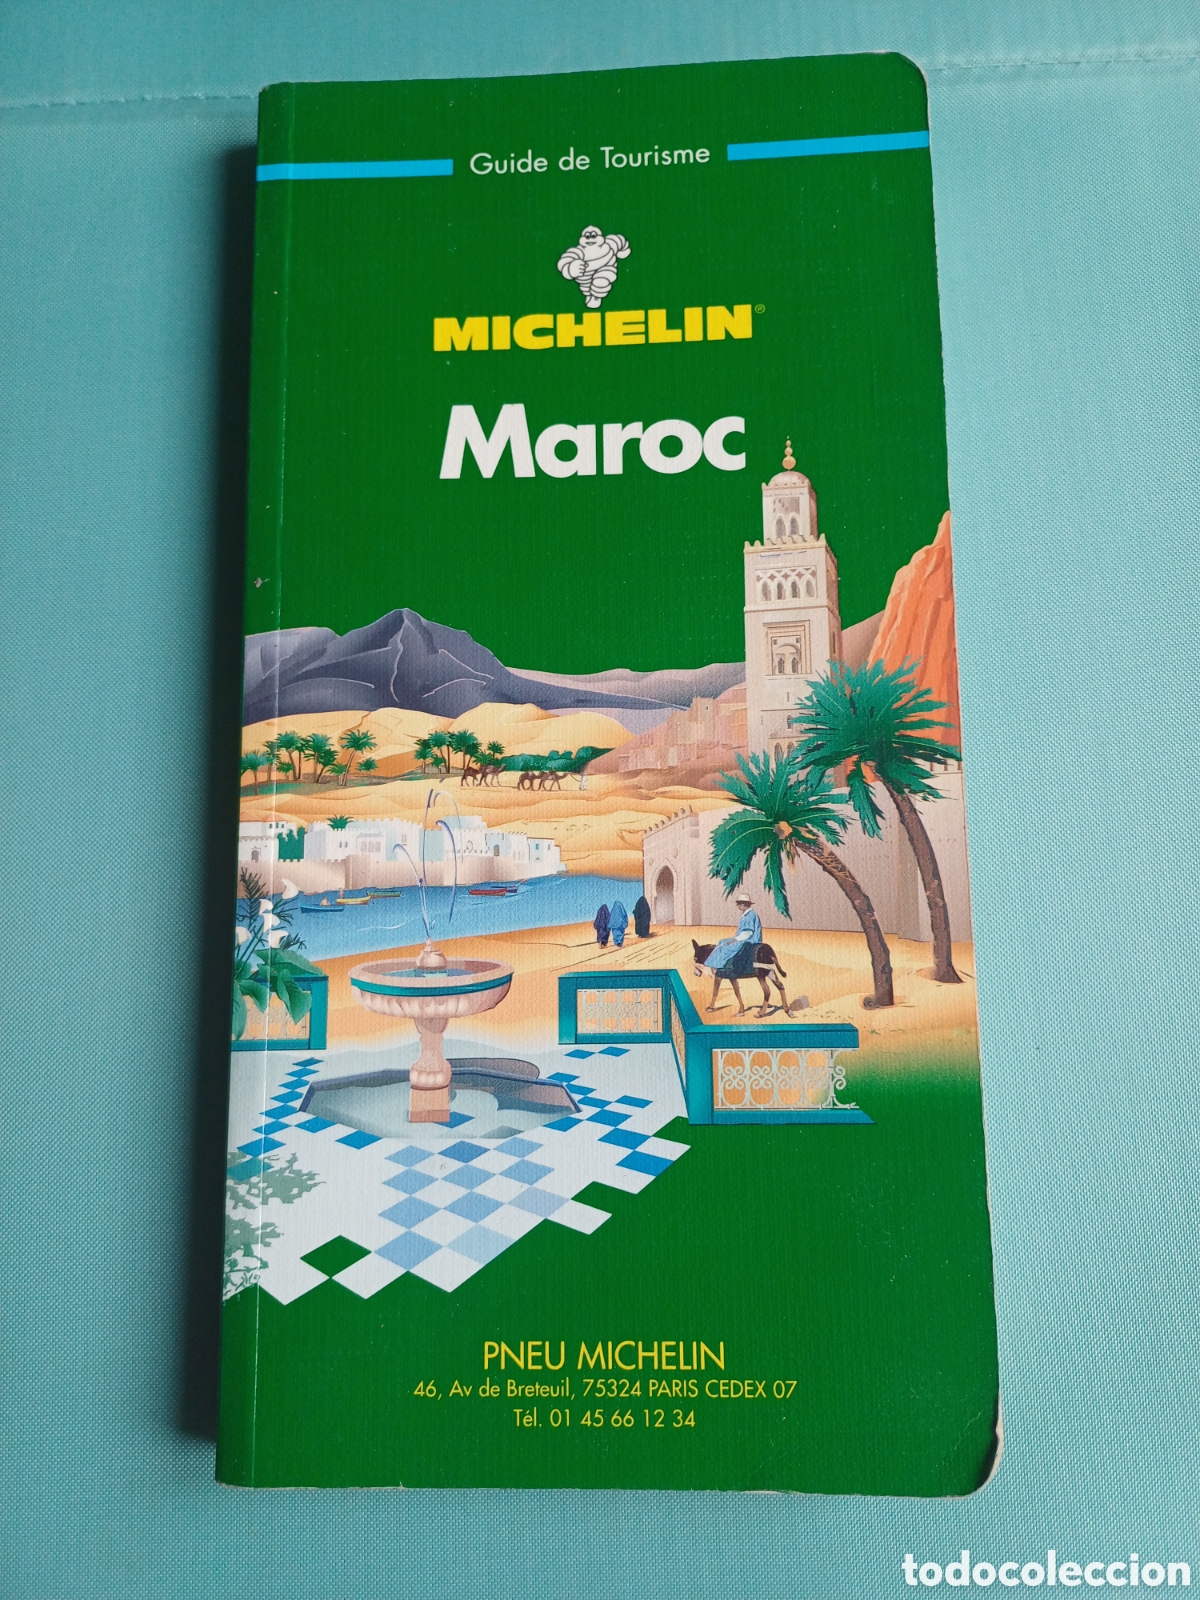 Guide de Tourisme
MICHELIN®
Maroc
PNEU MICHELIN
46, Av de Breteuil, 75324 PARIS CEDEX 07
Tél. 01 45 66 12 34
todocoleccion